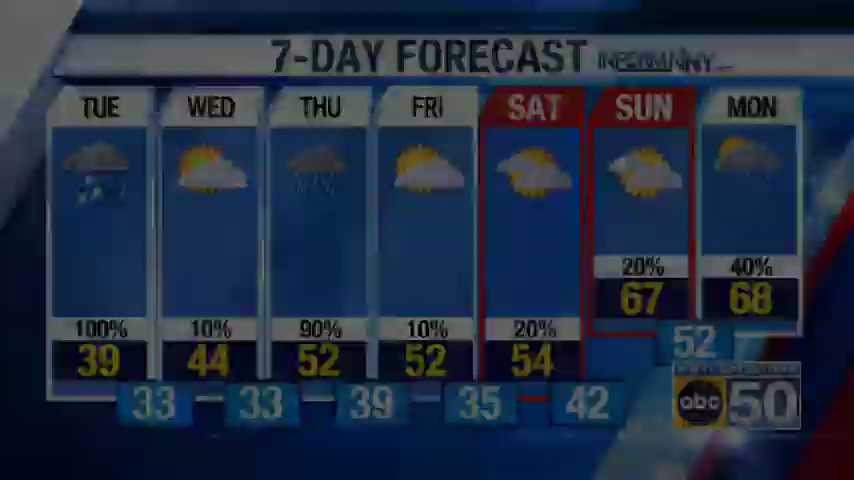 7-DAY FORECAST
TUE WED THU FRI SAT SUN MON
20% 40%
67 68
100% 10% 90% 10% 20%
52
39 44 52 52 54
33 33 39 35 42
abc 50